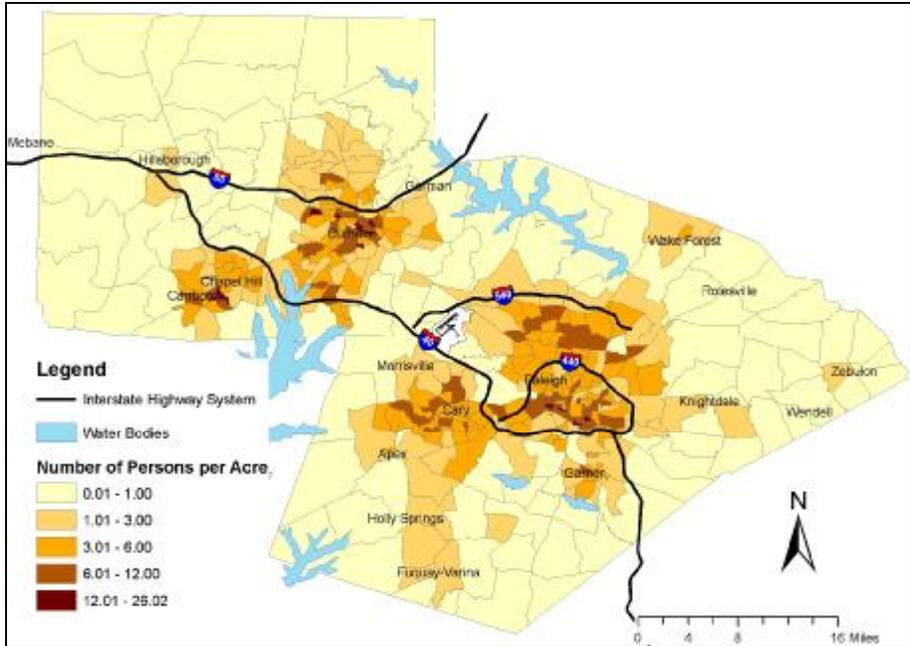 Mebane
Hillsborough
85
Gorman
Durham
Wake Forest
Chapel Hill
Carrboro
Rolesville
540
40
Morrisville
440
Raleigh
Zebulon
Knightdale
Wendell
Cary
Apex
Garner
Holly Springs
Fuquay-Varina
Legend
Interstate Highway System
Water Bodies
Number of Persons per Acre
0.01 - 1.00
1.01 - 3.00
3.01 - 6.00
6.01 - 12.00
12.01 - 26.02
N
0 4 8 16 Miles